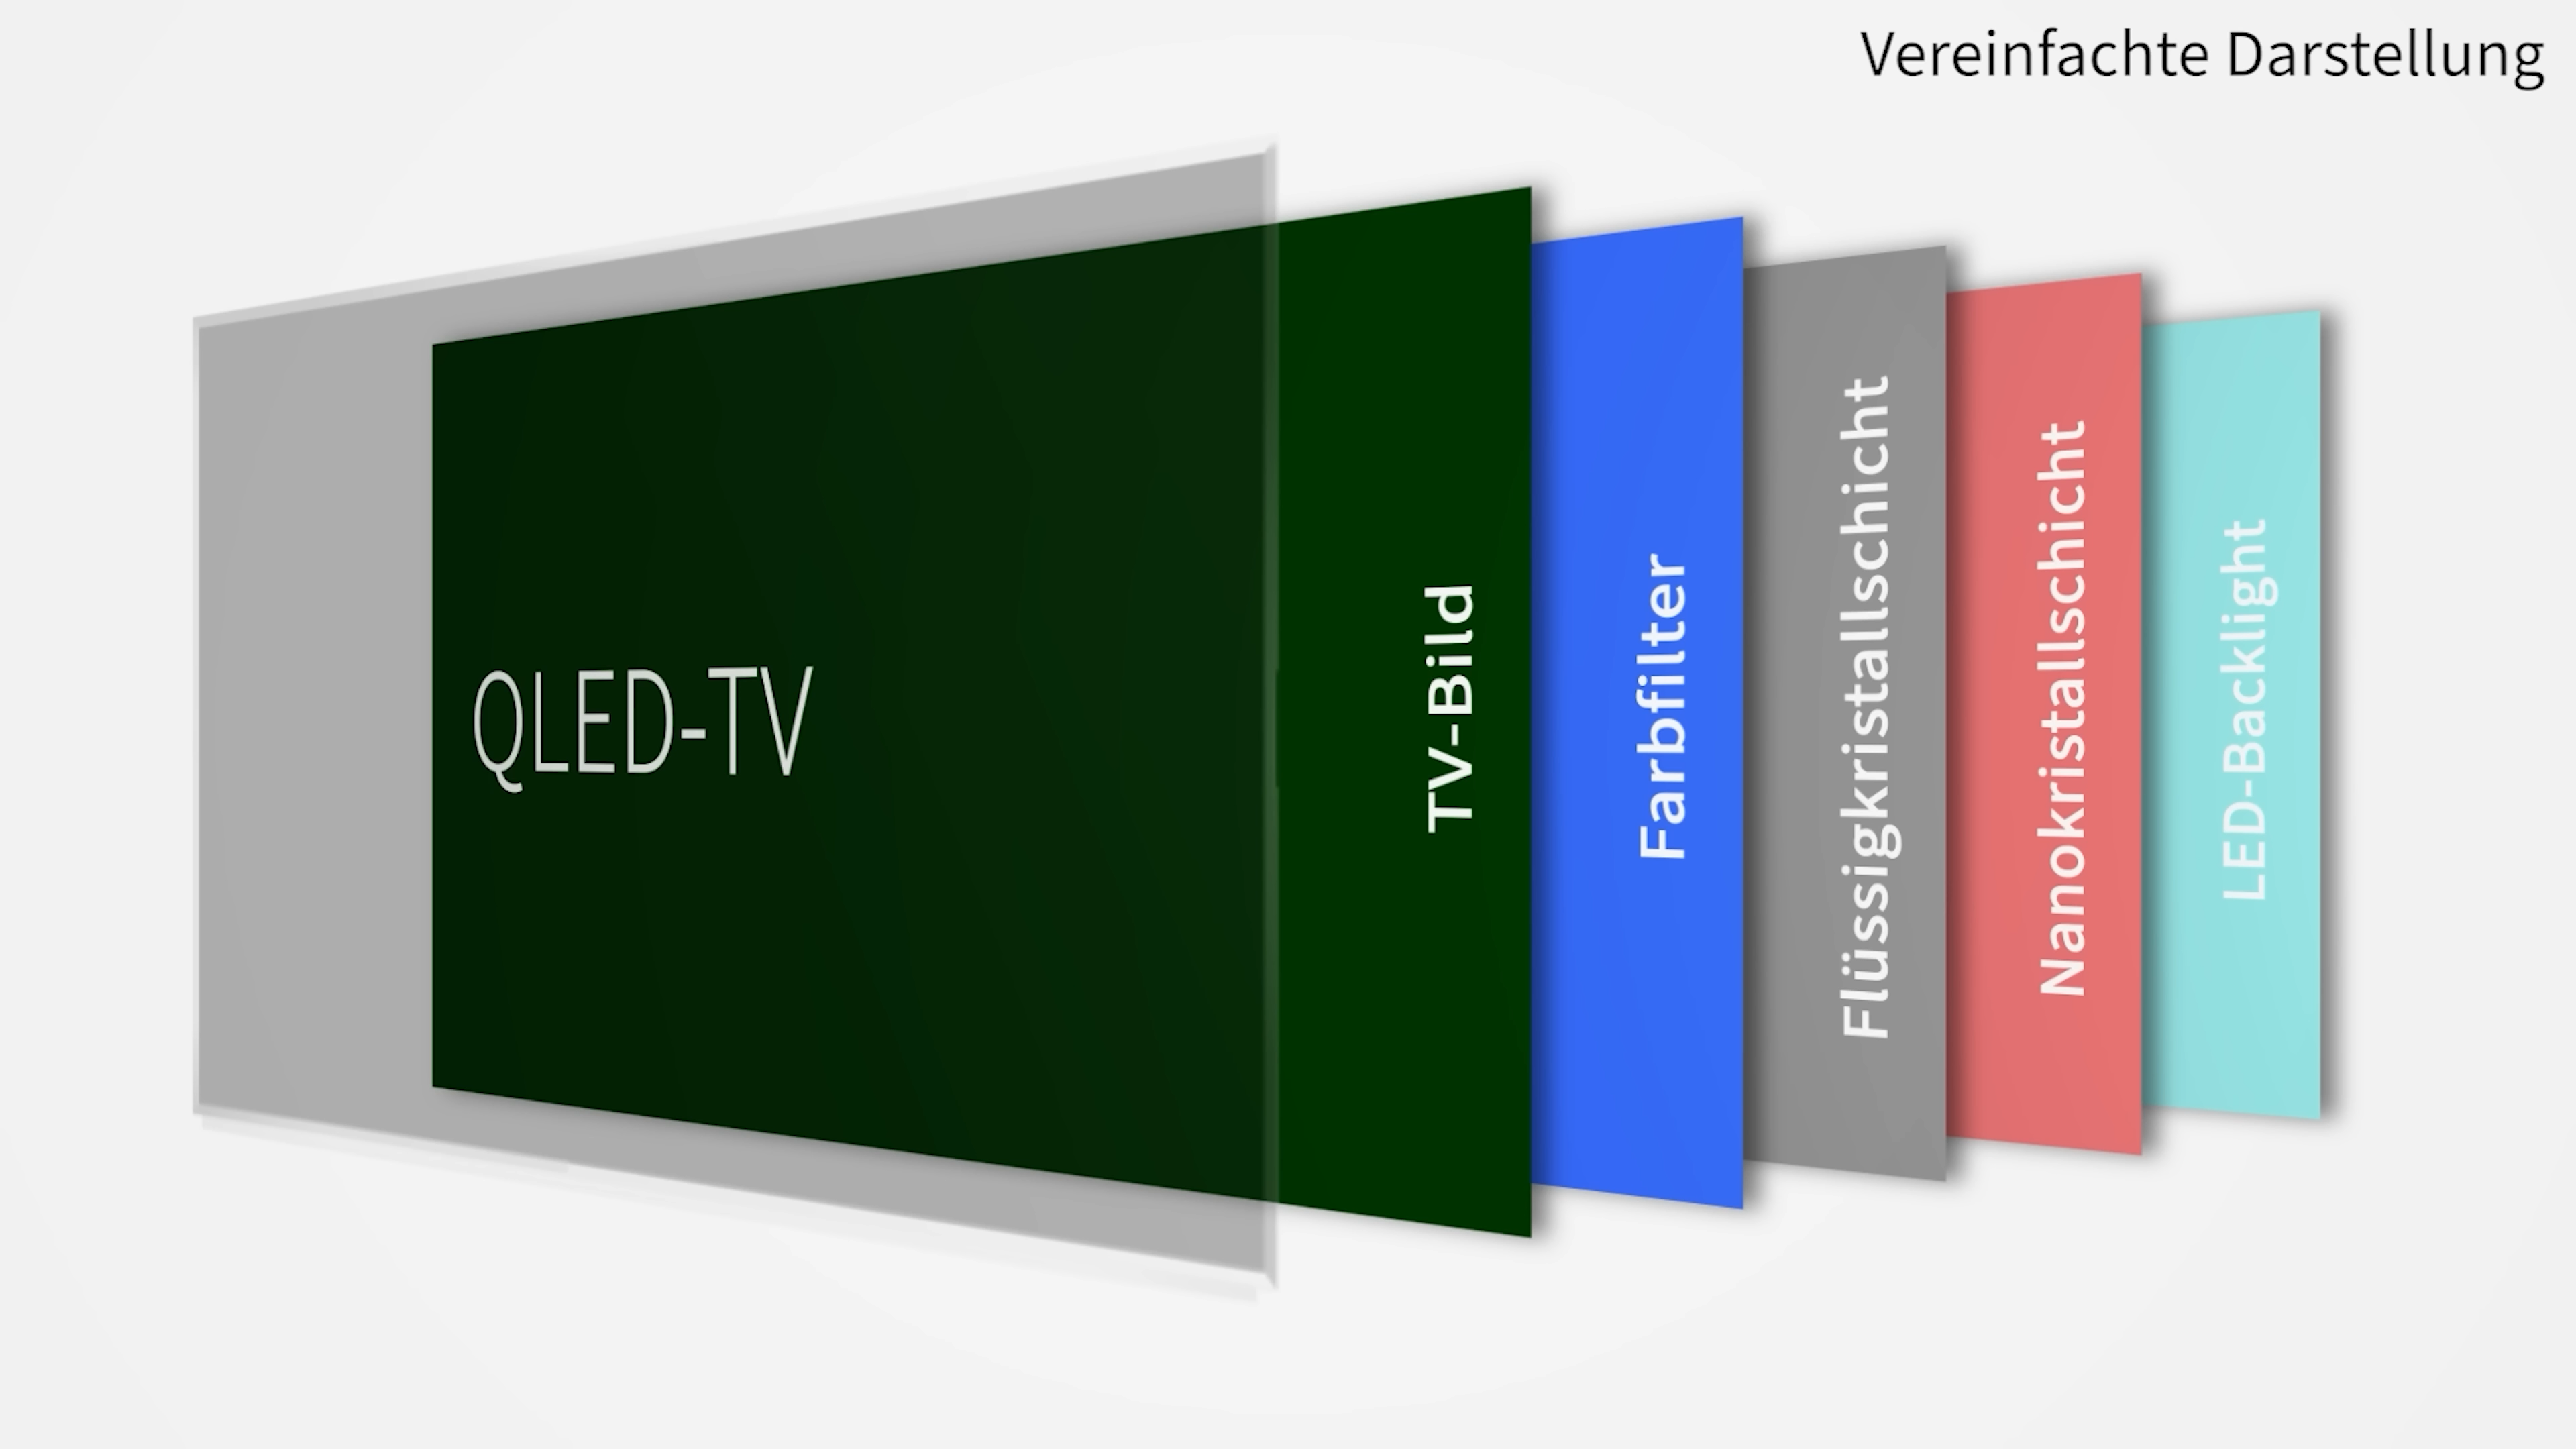 Vereinfachte Darstellung
QLED-TV
TV-Bild
Farbfilter
Flüssigkristallschicht
Nanokristallschicht
LED-Backlight